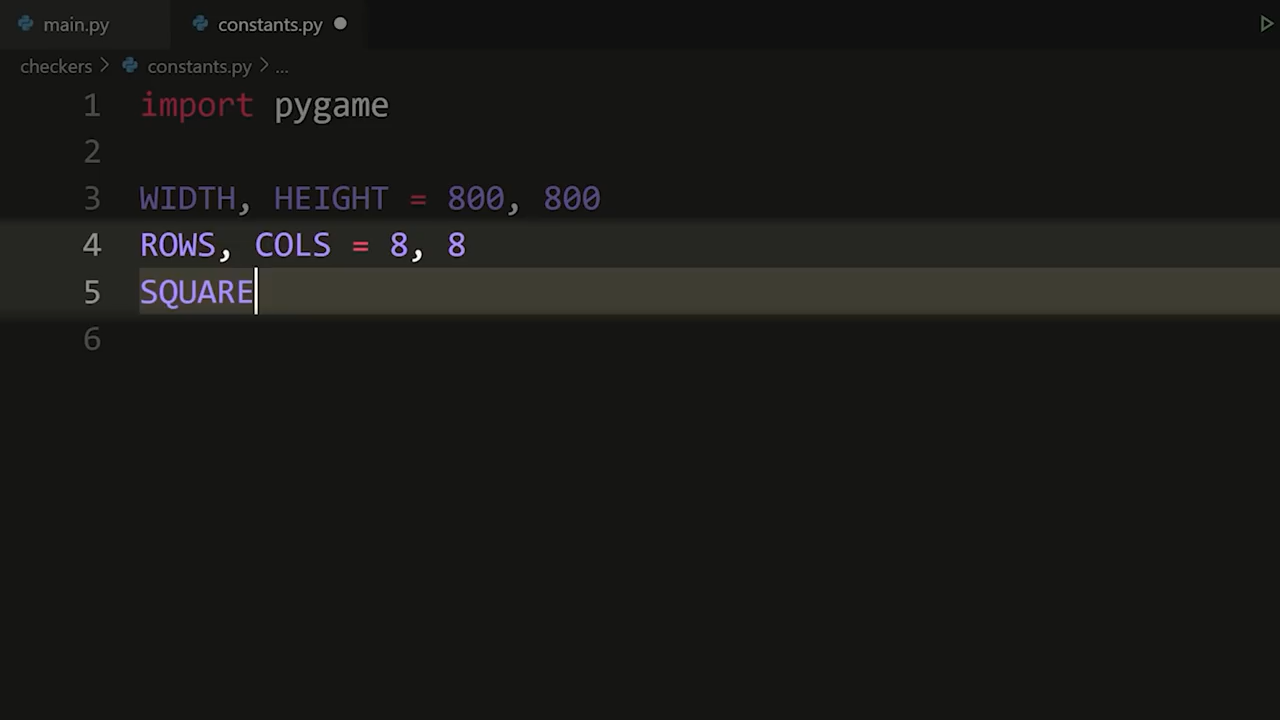 main.py constants.py
checkers > constants.py > ...
1 import pygame
2
3 WIDTH, HEIGHT = 800, 800
4 ROWS, COLS = 8, 8
5 SQUARE
6